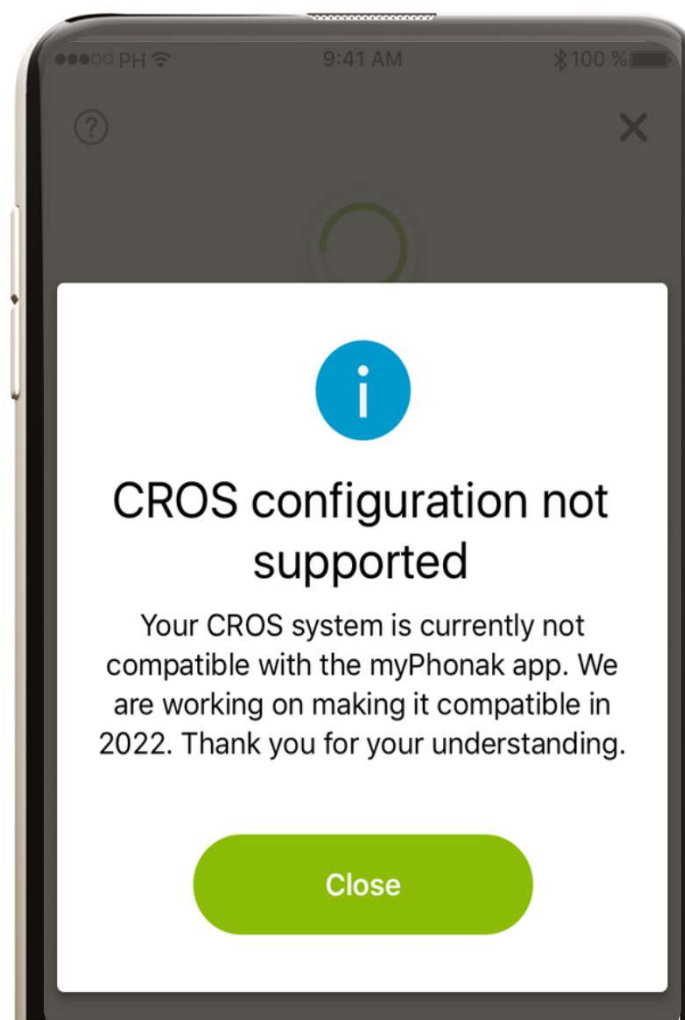 ●●●○○ PH 9:41 AM 100 %
?
i
CROS configuration not
supported
Your CROS system is currently not
compatible with the myPhonak app. We
are working on making it compatible in
2022. Thank you for your understanding.
Close